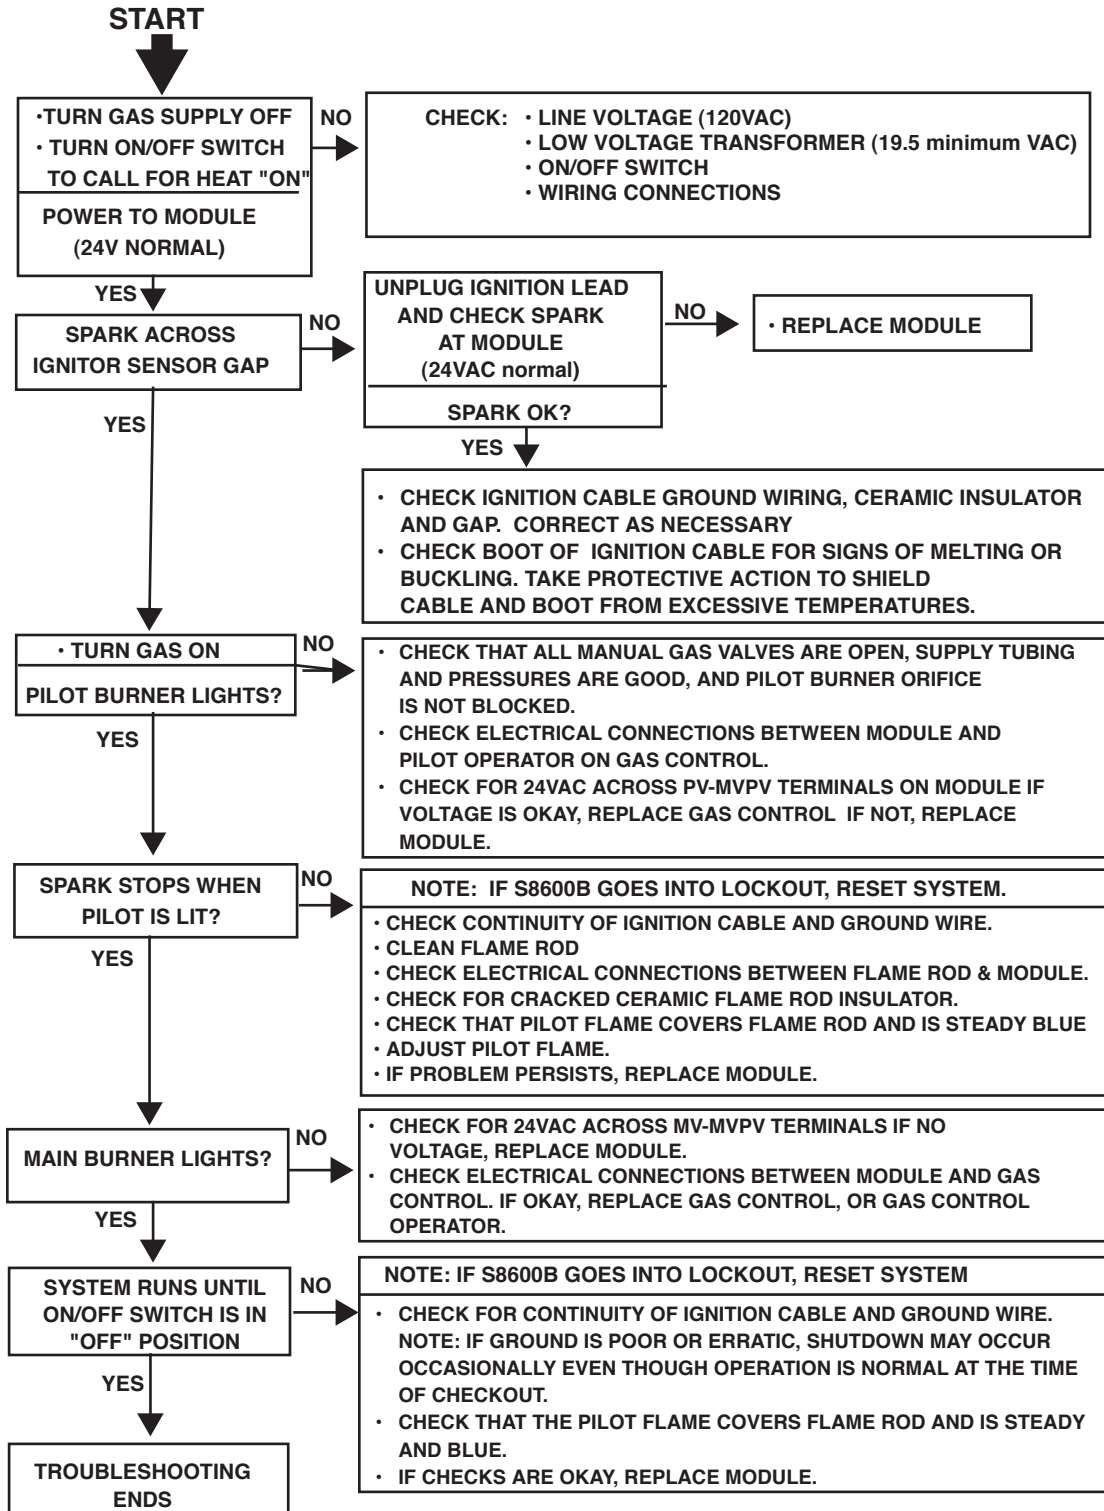 START
•TURN GAS SUPPLY OFF
• TURN ON/OFF SWITCH
TO CALL FOR HEAT "ON"
POWER TO MODULE
(24V NORMAL)
NO
CHECK: • LINE VOLTAGE (120VAC)
• LOW VOLTAGE TRANSFORMER (19.5 minimum VAC)
• ON/OFF SWITCH
• WIRING CONNECTIONS
YES
SPARK ACROSS
IGNITOR SENSOR GAP
NO
UNPLUG IGNITION LEAD
AND CHECK SPARK
AT MODULE
(24VAC normal)
SPARK OK?
NO
• REPLACE MODULE
YES
• CHECK IGNITION CABLE GROUND WIRING, CERAMIC INSULATOR
AND GAP. CORRECT AS NECESSARY
• CHECK BOOT OF IGNITION CABLE FOR SIGNS OF MELTING OR
BUCKLING. TAKE PROTECTIVE ACTION TO SHIELD
CABLE AND BOOT FROM EXCESSIVE TEMPERATURES.
YES
• TURN GAS ON
PILOT BURNER LIGHTS?
NO
• CHECK THAT ALL MANUAL GAS VALVES ARE OPEN, SUPPLY TUBING
AND PRESSURES ARE GOOD, AND PILOT BURNER ORIFICE
IS NOT BLOCKED.
• CHECK ELECTRICAL CONNECTIONS BETWEEN MODULE AND
PILOT OPERATOR ON GAS CONTROL.
• CHECK FOR 24VAC ACROSS PV-MVPV TERMINALS ON MODULE IF
VOLTAGE IS OKAY, REPLACE GAS CONTROL IF NOT, REPLACE
MODULE.
YES
SPARK STOPS WHEN
PILOT IS LIT?
NO
NOTE: IF S8600B GOES INTO LOCKOUT, RESET SYSTEM.
• CHECK CONTINUITY OF IGNITION CABLE AND GROUND WIRE.
• CLEAN FLAME ROD
• CHECK ELECTRICAL CONNECTIONS BETWEEN FLAME ROD & MODULE.
• CHECK FOR CRACKED CERAMIC FLAME ROD INSULATOR.
• CHECK THAT PILOT FLAME COVERS FLAME ROD AND IS STEADY BLUE
• ADJUST PILOT FLAME.
• IF PROBLEM PERSISTS, REPLACE MODULE.
YES
MAIN BURNER LIGHTS?
NO
• CHECK FOR 24VAC ACROSS MV-MVPV TERMINALS IF NO
VOLTAGE, REPLACE MODULE.
• CHECK ELECTRICAL CONNECTIONS BETWEEN MODULE AND GAS
CONTROL. IF OKAY, REPLACE GAS CONTROL, OR GAS CONTROL
OPERATOR.
YES
SYSTEM RUNS UNTIL
ON/OFF SWITCH IS IN
"OFF" POSITION
NO
NOTE: IF S8600B GOES INTO LOCKOUT, RESET SYSTEM
• CHECK FOR CONTINUITY OF IGNITION CABLE AND GROUND WIRE.
NOTE: IF GROUND IS POOR OR ERRATIC, SHUTDOWN MAY OCCUR
OCCASIONALLY EVEN THOUGH OPERATION IS NORMAL AT THE TIME
OF CHECKOUT.
• CHECK THAT THE PILOT FLAME COVERS FLAME ROD AND IS STEADY
AND BLUE.
• IF CHECKS ARE OKAY, REPLACE MODULE.
YES
TROUBLESHOOTING
ENDS